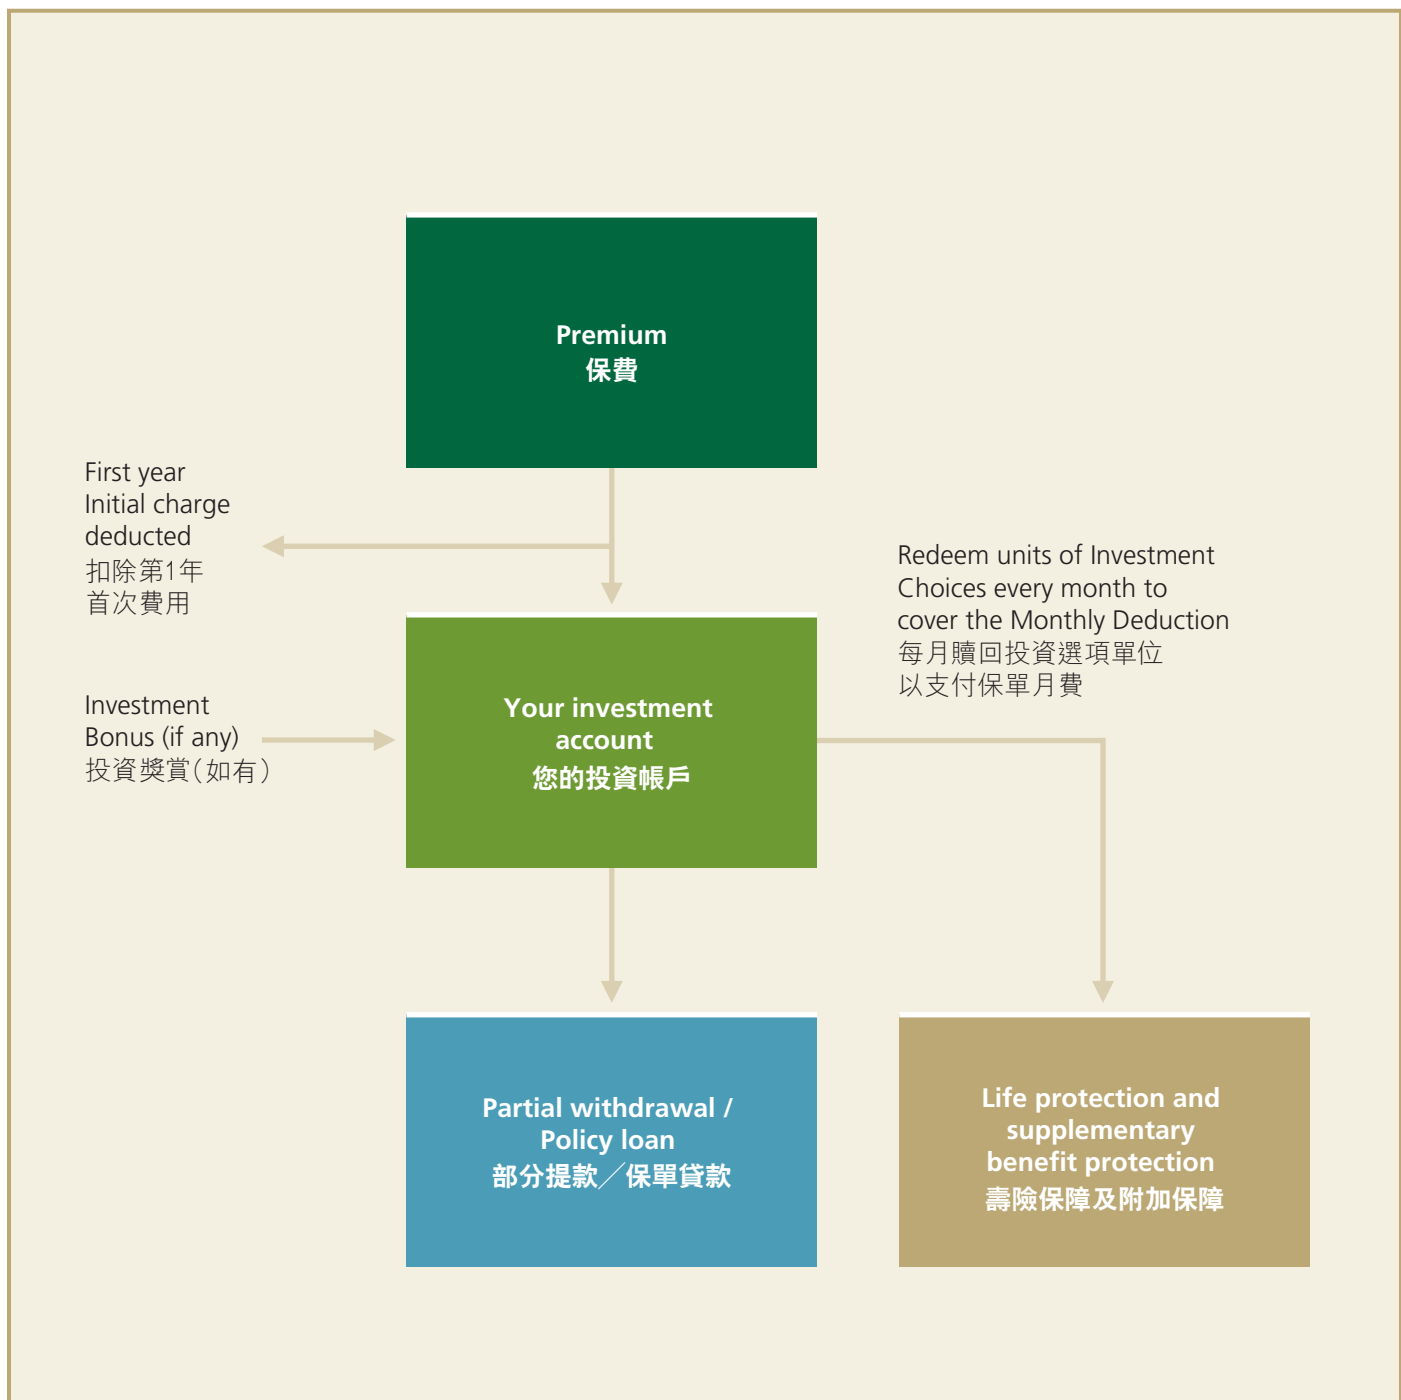 Premium
保費
First year
Initial charge
deducted
扣除第1年
首次費用
Redeem units of Investment
Choices every month to
cover the Monthly Deduction
每月贖回投資選項單位
以支付保單月費
Investment
Bonus (if any)
投資獎賞（如有）
Your investment
account
您的投資帳戶
Partial withdrawal /
Policy loan
部分提款╱保單貸款
Life protection and
supplementary
benefit protection
壽險保障及附加保障